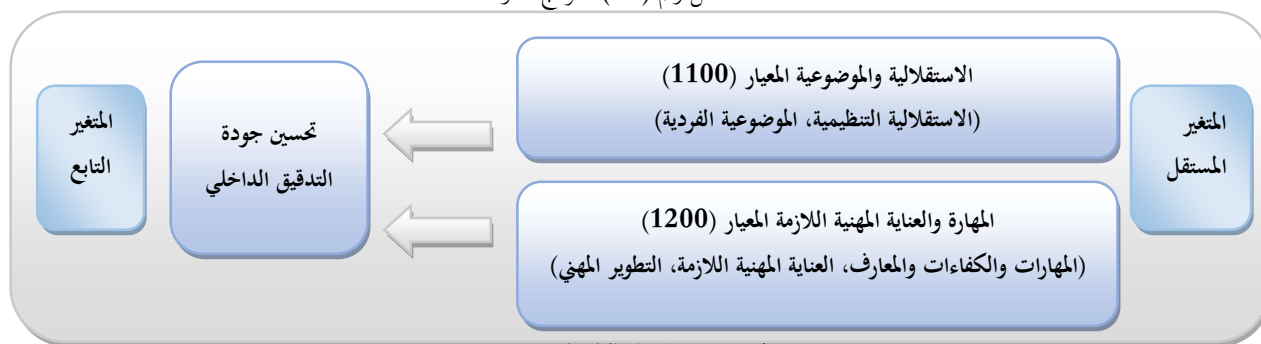 المتغير
المستقل
الاستقلالية والموضوعية المعيار (1100)
(الاستقلالية التنظيمية، الموضوعية الفردية)
المهارة والعناية المهنية اللازمة المعيار (1200)
(المهارات والكفاءات والمعارف، العناية المهنية اللازمة، التطوير المهني)
تحسين جودة
التدقيق الداخلي
المتغير
التابع